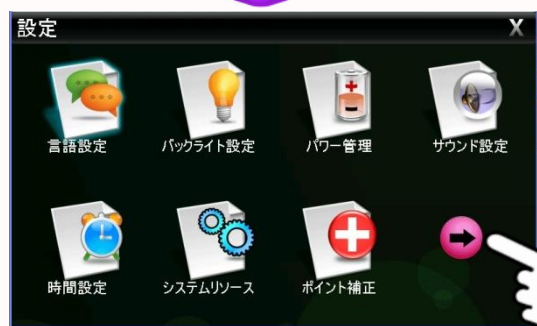 設定
X
言語設定
バックライト設定
パワー管理
サウンド設定
時間設定
システムリソース
ポイント補正